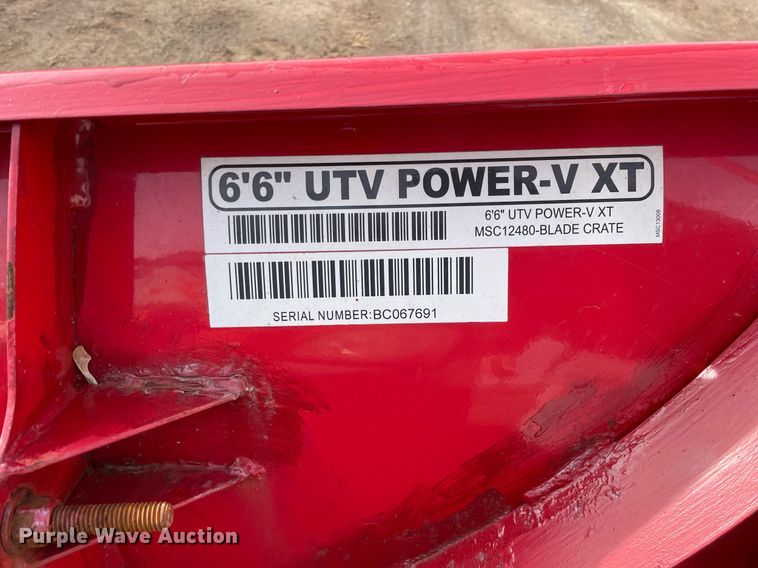 6'6" UTV POWER-V XT
6'6" UTV POWER-V XT
MSC12480-BLADE CRATE
MSC13008
SERIAL NUMBER:BC067691
Purple Wave Auction